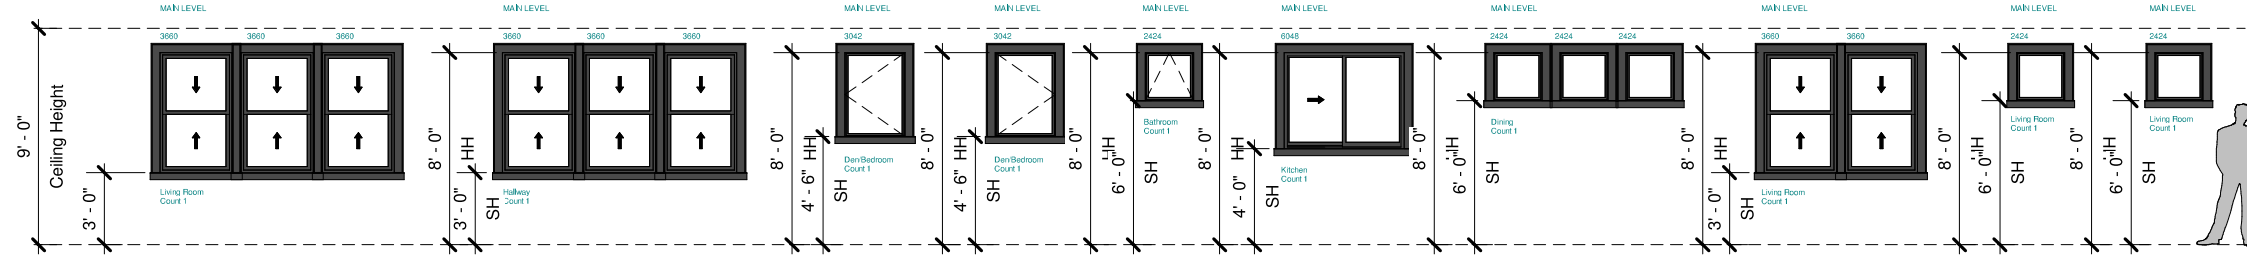 MAIN LEVEL
3660 3660 3660
Living Room
Count 1
9' - 0"
Ceiling Height
3' - 0"
MAIN LEVEL
3660 3660 3660
Hallway
Count 1
8' - 0"
HH
3' - 0"
SH
MAIN LEVEL
3042
Den/Bedroom
Count 1
8' - 0"
HH
4' - 6"
SH
MAIN LEVEL
3042
Den/Bedroom
Count 1
8' - 0"
HH
4' - 6"
SH
MAIN LEVEL
2424
Bathroom
Count 1
8' - 0"
HH
6' - 0"
SH
MAIN LEVEL
6048
Kitchen
Count 1
8' - 0"
HH
4' - 0"
SH
MAIN LEVEL
2424 2424 2424
Dining
Count 1
8' - 0"
HH
6' - 0"
SH
MAIN LEVEL
3660 3660
Living Room
Count 1
8' - 0"
HH
3' - 0"
SH
MAIN LEVEL
2424
Living Room
Count 1
8' - 0"
HH
6' - 0"
SH
MAIN LEVEL
2424
Living Room
Count 1
8' - 0"
HH
6' - 0"
SH